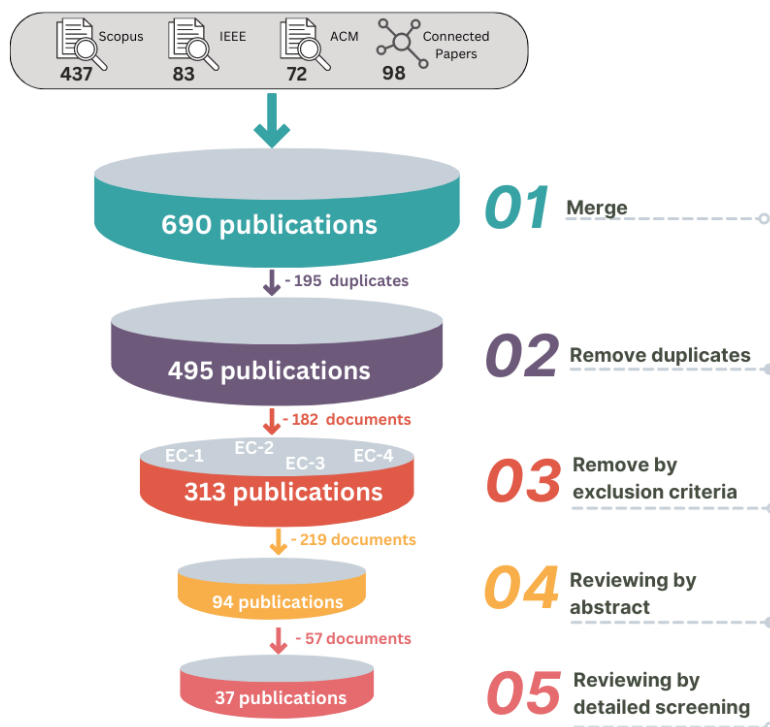 Scopus
437
IEEE
83
ACM
72
Connected
Papers
98
690 publications
01
Merge
- 195 duplicates
495 publications
02
Remove duplicates
- 182 documents
EC-1
EC-2
EC-3
EC-4
313 publications
03
Remove by
exclusion criteria
- 219 documents
94 publications
04
Reviewing by
abstract
- 57 documents
37 publications
05
Reviewing by
detailed screening